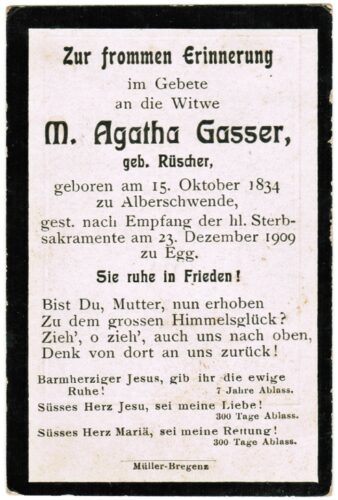 Zur frommen Erinnerung
im Gebete
an die Witwe
M. Agatha Gasser,
geb. Rüscher,
geboren am 15. Oktober 1834
zu Alberschwende,
gest. nach Empfang der hl. Sterb-
sakramente am 23. Dezember 1909
zu Egg.
Sie ruhe in Frieden!
Bist Du, Mutter, nun erhoben
Zu dem grossen Himmelsglück?
Zieh', o zieh', auch uns nach oben,
Denk von dort an uns zurück!
Barmherziger Jesus, gib ihr die ewige
Ruhe! 7 Jahre Ablass.
Süsses Herz Jesu, sei meine Liebe!
300 Tage Ablass.
Süsses Herz Mariä, sei meine Rettung!
300 Tage Ablass.
Müller-Bregenz